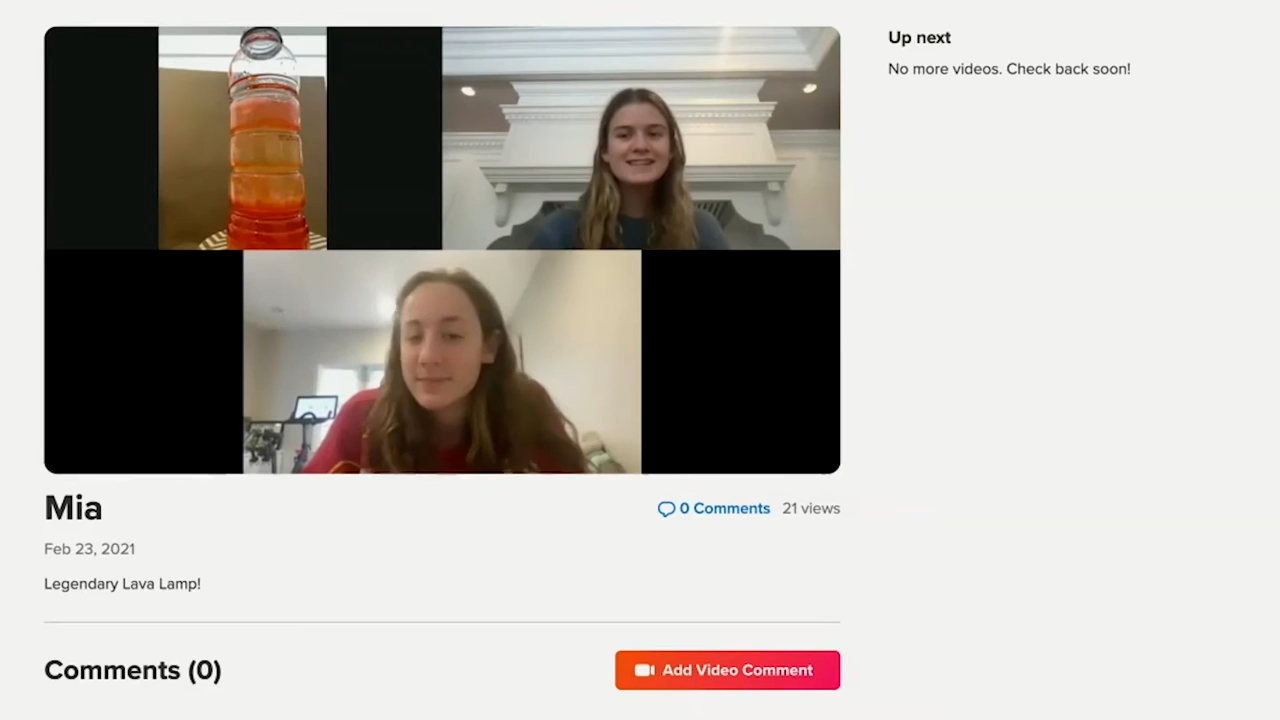 Up next
No more videos. Check back soon!
Mia
0 Comments 21 views
Feb 23, 2021
Legendary Lava Lamp!
Comments (0)
Add Video Comment